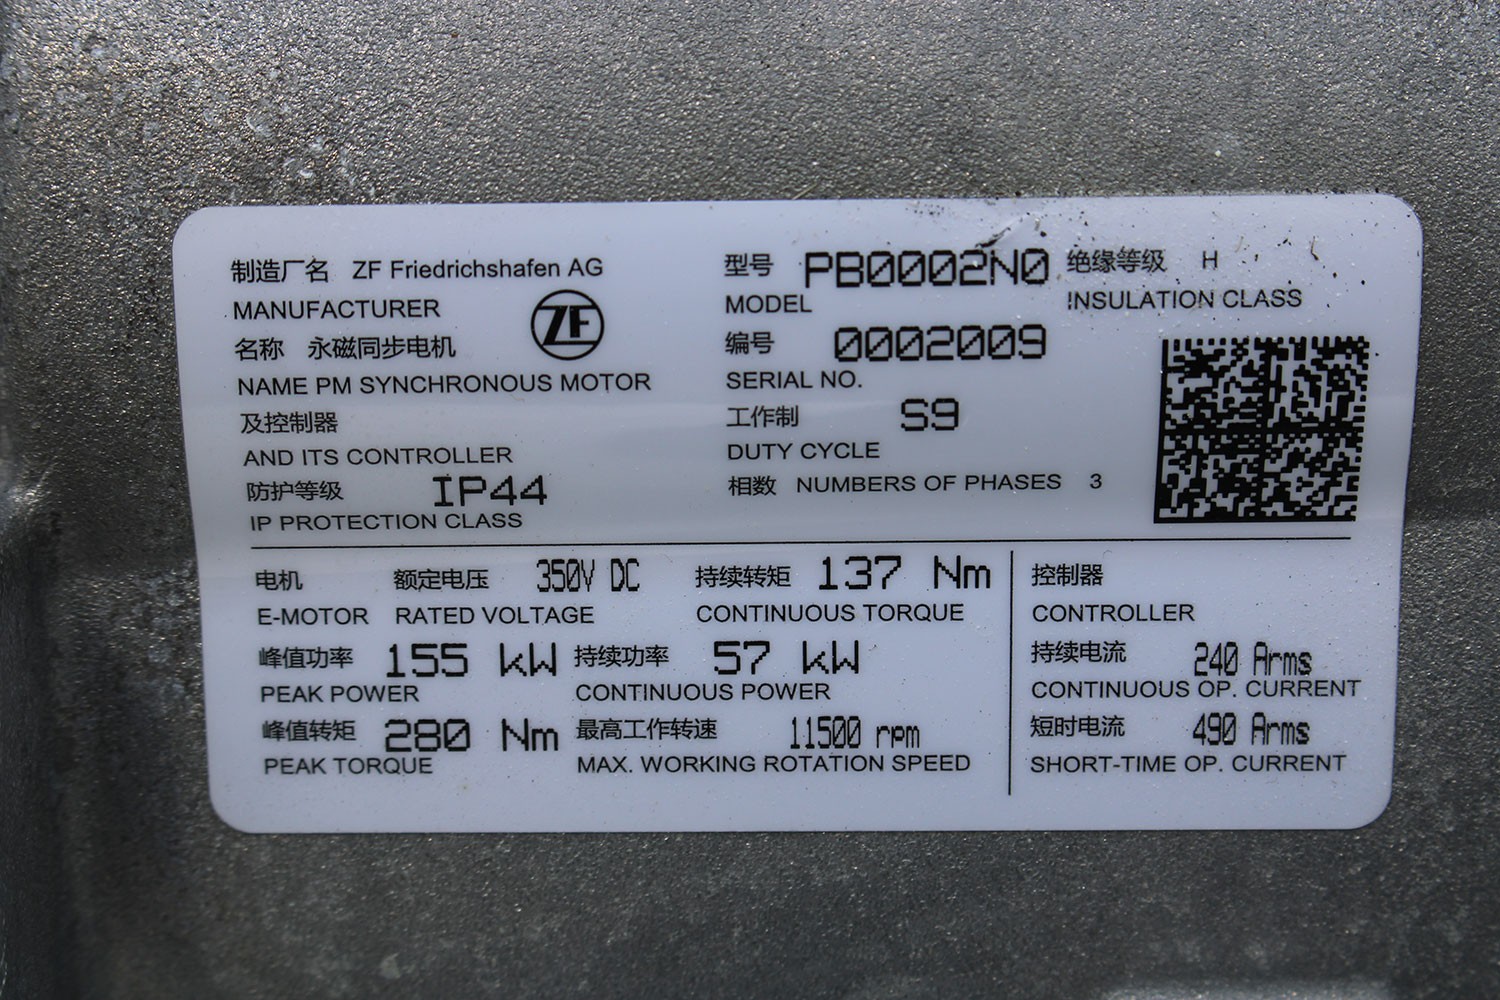 制造厂名 ZF Friedrichshafen AG
MANUFACTURER
ZF
名称 永磁同步电机
NAME PM SYNCHRONOUS MOTOR
及控制器
AND ITS CONTROLLER
防护等级 IP44
IP PROTECTION CLASS
型号 PB0002N0
MODEL
编号 0002009
SERIAL NO.
工作制 S9
DUTY CYCLE
相数 NUMBERS OF PHASES 3
绝缘等级 H
INSULATION CLASS
电机 额定电压 350V DC 持续转矩 137 Nm
E-MOTOR RATED VOLTAGE CONTINUOUS TORQUE
峰值功率 155 kW 持续功率 57 kW
PEAK POWER CONTINUOUS POWER
峰值转矩 280 Nm 最高工作转速 11500 rpm
PEAK TORQUE MAX. WORKING ROTATION SPEED
控制器
CONTROLLER
持续电流 240 Arms
CONTINUOUS OP. CURRENT
短时电流 490 Arms
SHORT-TIME OP. CURRENT